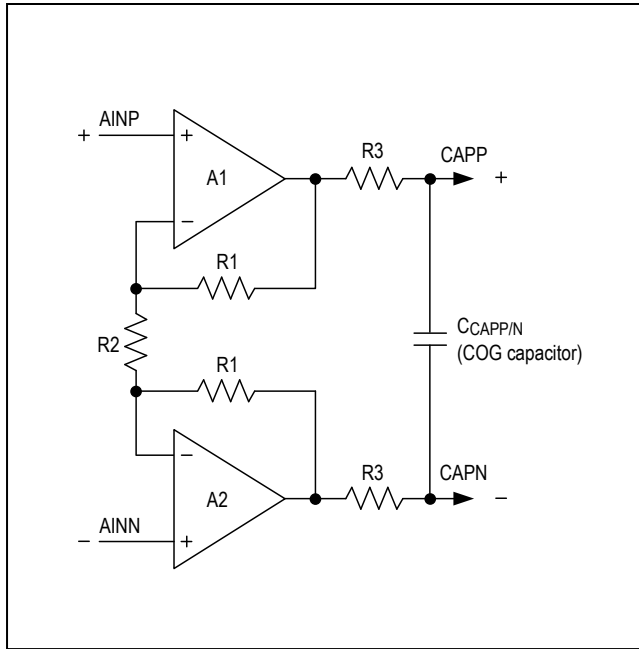 + AINP +
A1
−
R3
CAPP
+
R1
R2
CCAPP/N
(COG capacitor)
R1
−
A2
R3
CAPN
−
− AINN +